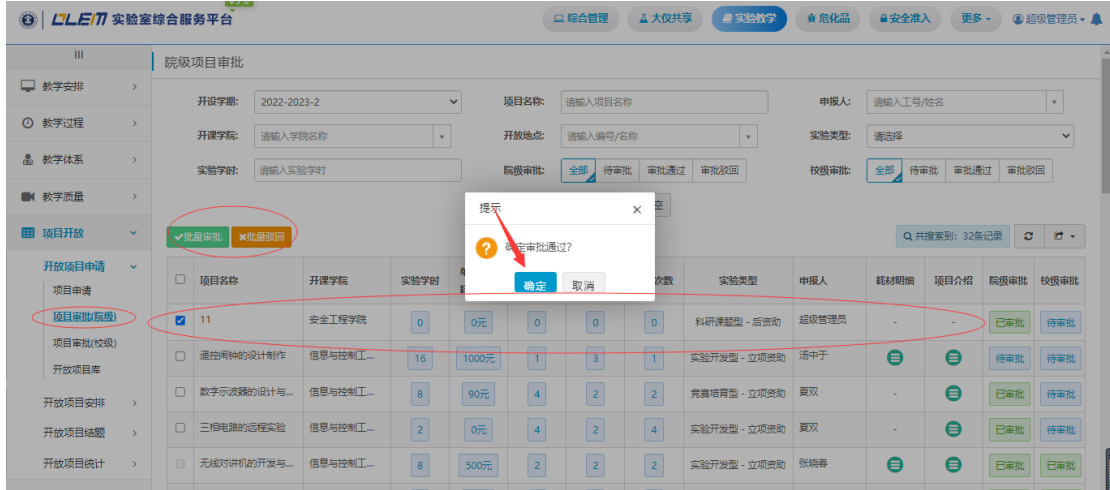 V3.0
LEM 实验室综合服务平台 综合管理 大仪共享 实验教学 危化品 安全准入 更多 超级管理员
院级项目审批
教学安排
教学过程
教学体系
教学质量
项目开放
开放项目申请
项目申请
项目审批(院级)
项目审批(校级)
开放项目库
开放项目安排
开放项目结题
开放项目统计
开设学期: 2022-2023-2 项目名称: 请输入项目名称 申报人: 请输入工号/姓名
开课学院: 请输入学院名称 开放地点: 请输入编号/名称 实验类型: 请选择
实验学时: 请输入实验学时 院级审批: 全部 待审批 审批通过 审批驳回 校级审批: 全部 待审批 审批通过 审批驳回
提示 ×
确定审批通过?
确定 取消
批量审批 批量驳回 共搜索到: 32条记录
项目名称 开课学院 实验学时 次数 实验类型 申报人 耗材明细 项目介绍 院级审批 校级审批
11 安全工程学院 0 0元 0 0 0 科研课题型 - 后资助 超级管理员 - - 已审批 待审批
遥控闹钟的设计制作 信息与控制工... 16 1000元 1 3 1 实验开发型 - 立项资助 汤中于 待审批 待审批
数字示波器的设计与... 信息与控制工... 8 90元 4 2 2 竞赛培育型 - 立项资助 夏双 - 已审批 待审批
三相电路的远程实验 信息与控制工... 2 0元 4 2 4 实验开发型 - 立项资助 夏双 - 已审批 待审批
无线对讲机的开发与... 信息与控制工... 8 500元 2 2 2 实验开发型 - 立项资助 张晓春 已审批 已审批